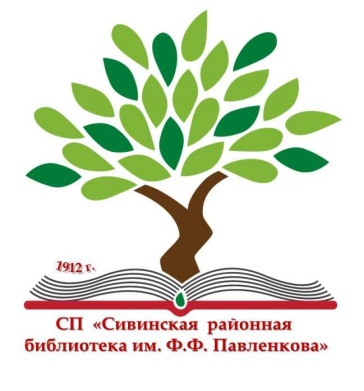 1912 г.
СП «Сивинская районная
библиотека им. Ф.Ф. Павленкова»